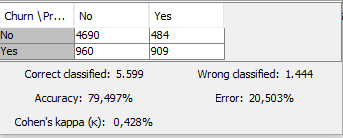 Churn \ Pr... No Yes
No 4690 484
Yes 960 909
Correct classified: 5.599 Wrong classified: 1.444
Accuracy: 79,497% Error: 20,503%
Cohen's kappa (κ): 0,428%